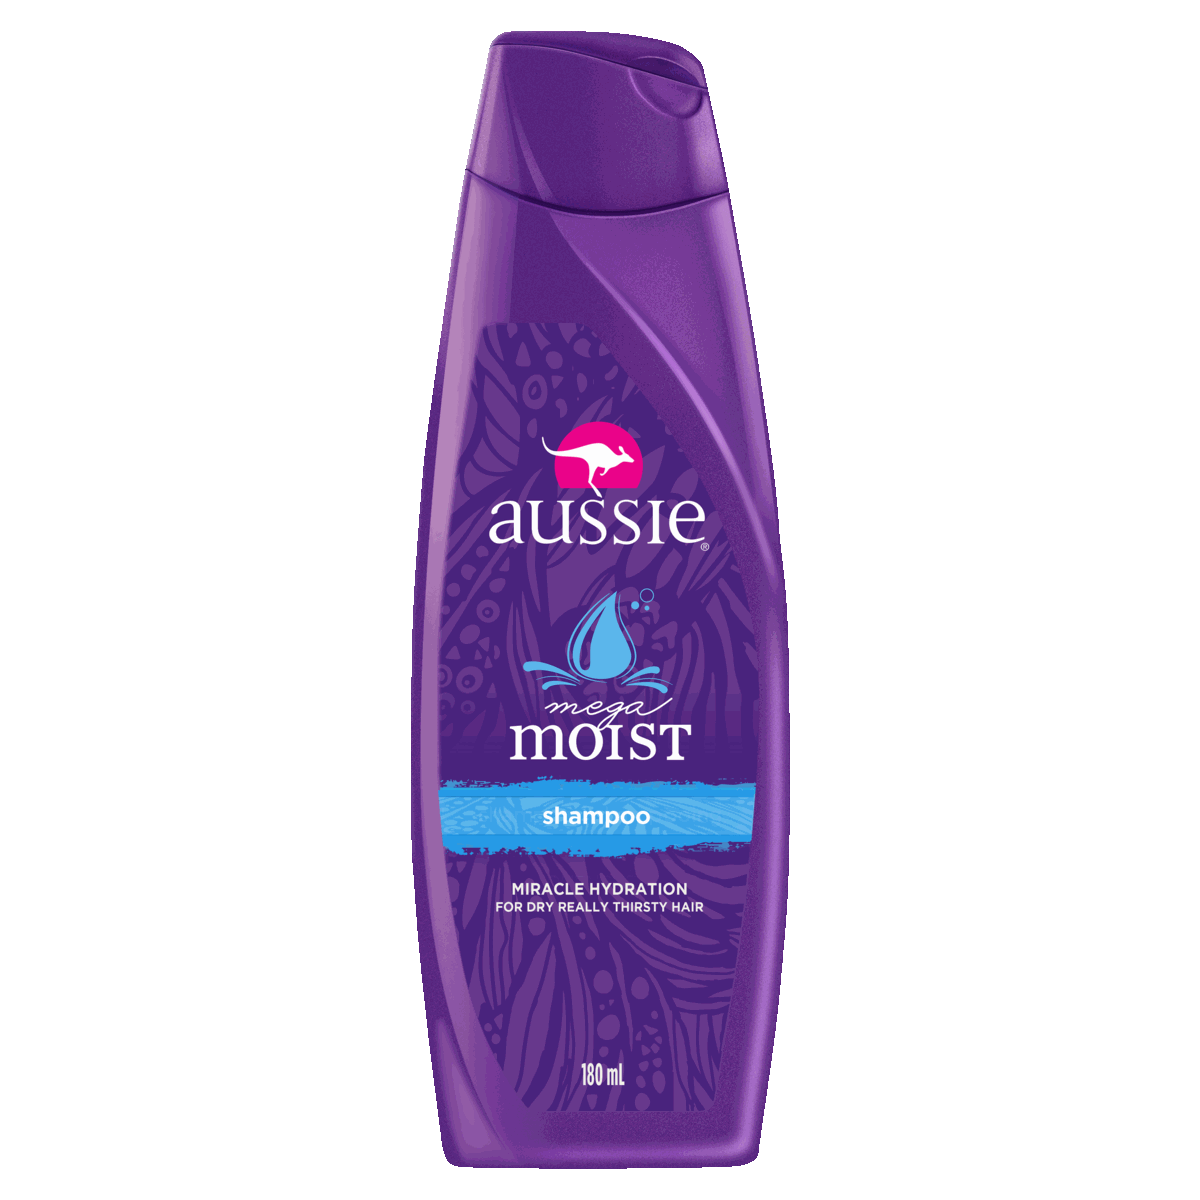 aussie®
mega
MOIST
shampoo
MIRACLE HYDRATION
FOR DRY REALLY THIRSTY HAIR
180 mL